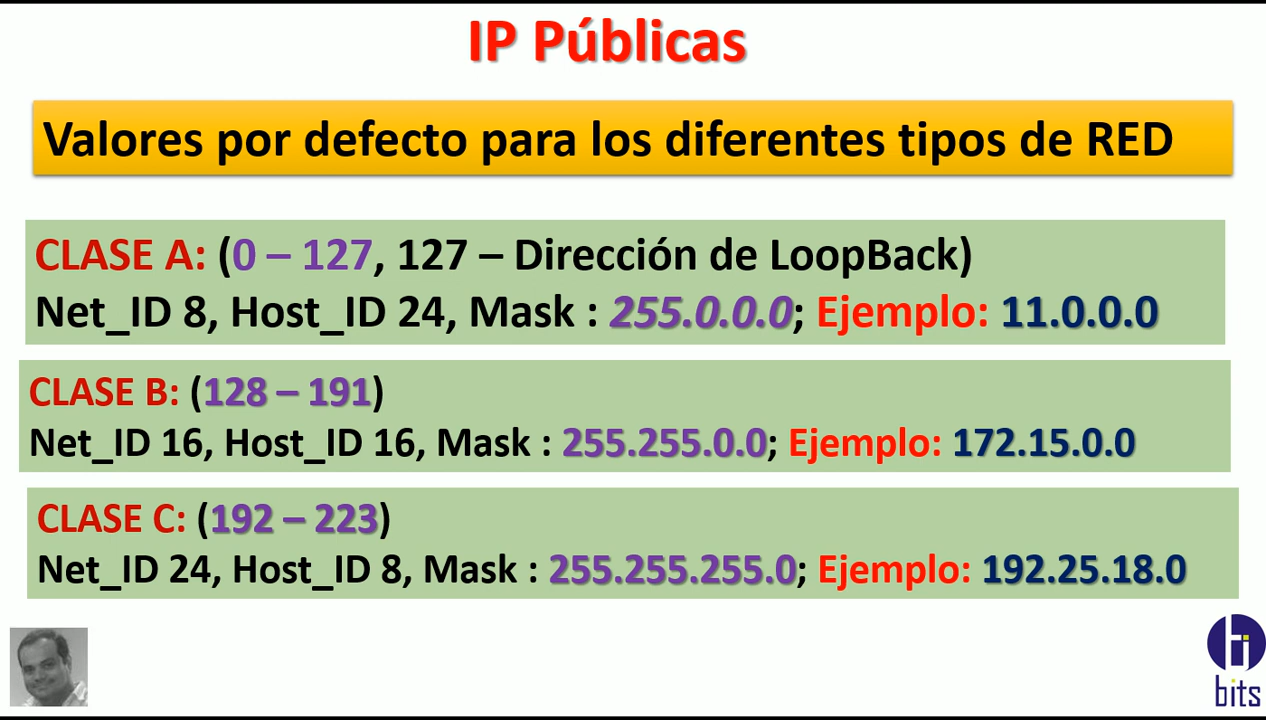 IP Públicas
Valores por defecto para los diferentes tipos de RED
CLASE A: (0 – 127, 127 – Dirección de LoopBack)
Net_ID 8, Host_ID 24, Mask : 255.0.0.0; Ejemplo: 11.0.0.0
CLASE B: (128 – 191)
Net_ID 16, Host_ID 16, Mask : 255.255.0.0; Ejemplo: 172.15.0.0
CLASE C: (192 – 223)
Net_ID 24, Host_ID 8, Mask : 255.255.255.0; Ejemplo: 192.25.18.0
bits